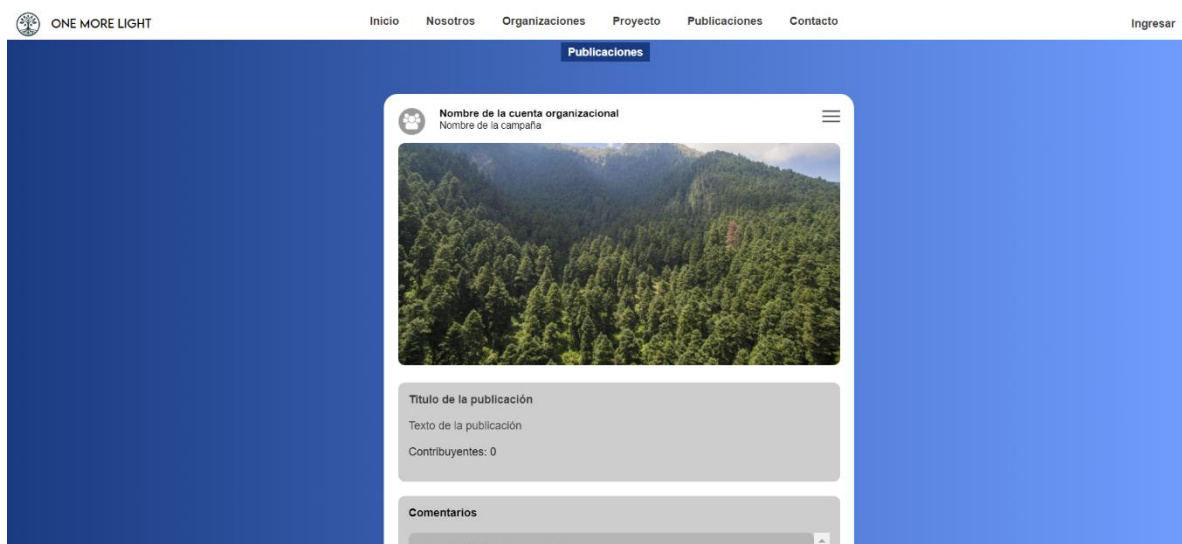 ONE MORE LIGHT
Inicio Nosotros Organizaciones Proyecto Publicaciones Contacto
Ingresar
Publicaciones
Nombre de la cuenta organizacional
Nombre de la campaña
Titulo de la publicación
Texto de la publicación
Contribuyentes: 0
Comentarios